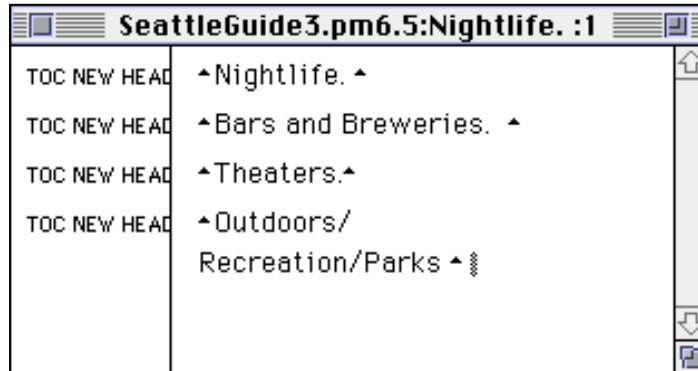 SeattleGuide3.pm6.5:Nightlife. :1
TOC NEW HEAD Nightlife.
TOC NEW HEAD Bars and Breweries.
TOC NEW HEAD Theaters.
TOC NEW HEAD Outdoors/
Recreation/Parks